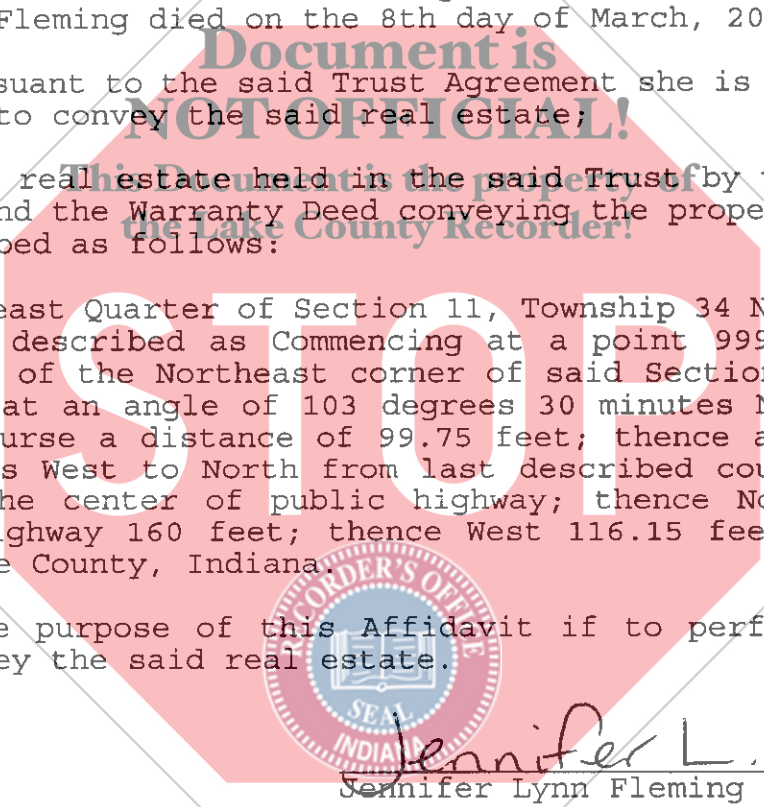 Fleming died on the 8th day of March, 20
Document is
suant to the said Trust Agreement she is
to convey the said real estate;
NOT OFFICIAL!
real estate held in the said Trust by
This Document is the property of
nd the Warranty Deed conveying the prope
the Lake County Recorder!
bed as follows:
east Quarter of Section 11, Township 34 N
described as Commencing at a point 999
of the Northeast corner of said Section
at an angle of 103 degrees 30 minutes N
urse a distance of 99.75 feet; thence a
s West to North from last described cou
he center of public highway; thence No
ighway 160 feet; thence West 116.15 fee
e County, Indiana.
STOP
e purpose of this Affidavit if to perf
ey the said real estate.
RECORDER'S OFFICE
SEAL
INDIANA
Jennifer L.
Jennifer Lynn Fleming